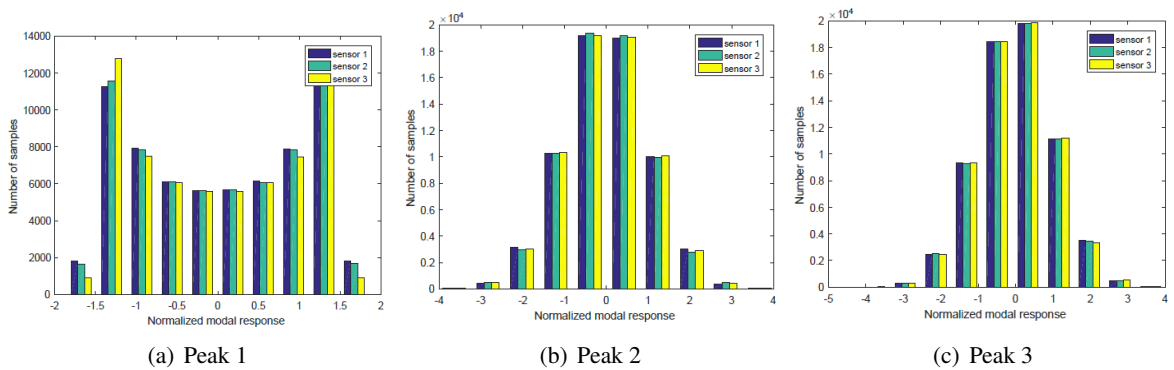 14000
12000
10000
8000
6000
4000
2000
0
-2 -1.5 -1 -0.5 0 0.5 1 1.5 2
Number of samples
Normalized modal response
sensor 1
sensor 2
sensor 3
(a) Peak 1
× 10^4
2
1.8
1.6
1.4
1.2
1
0.8
0.6
0.4
0.2
0
-4 -3 -2 -1 0 1 2 3 4
Number of samples
Normalized modal response
sensor 1
sensor 2
sensor 3
(b) Peak 2
× 10^4
2
1.8
1.6
1.4
1.2
1
0.8
0.6
0.4
0.2
0
-5 -4 -3 -2 -1 0 1 2 3 4
Number of samples
Normalized modal response
sensor 1
sensor 2
sensor 3
(c) Peak 3